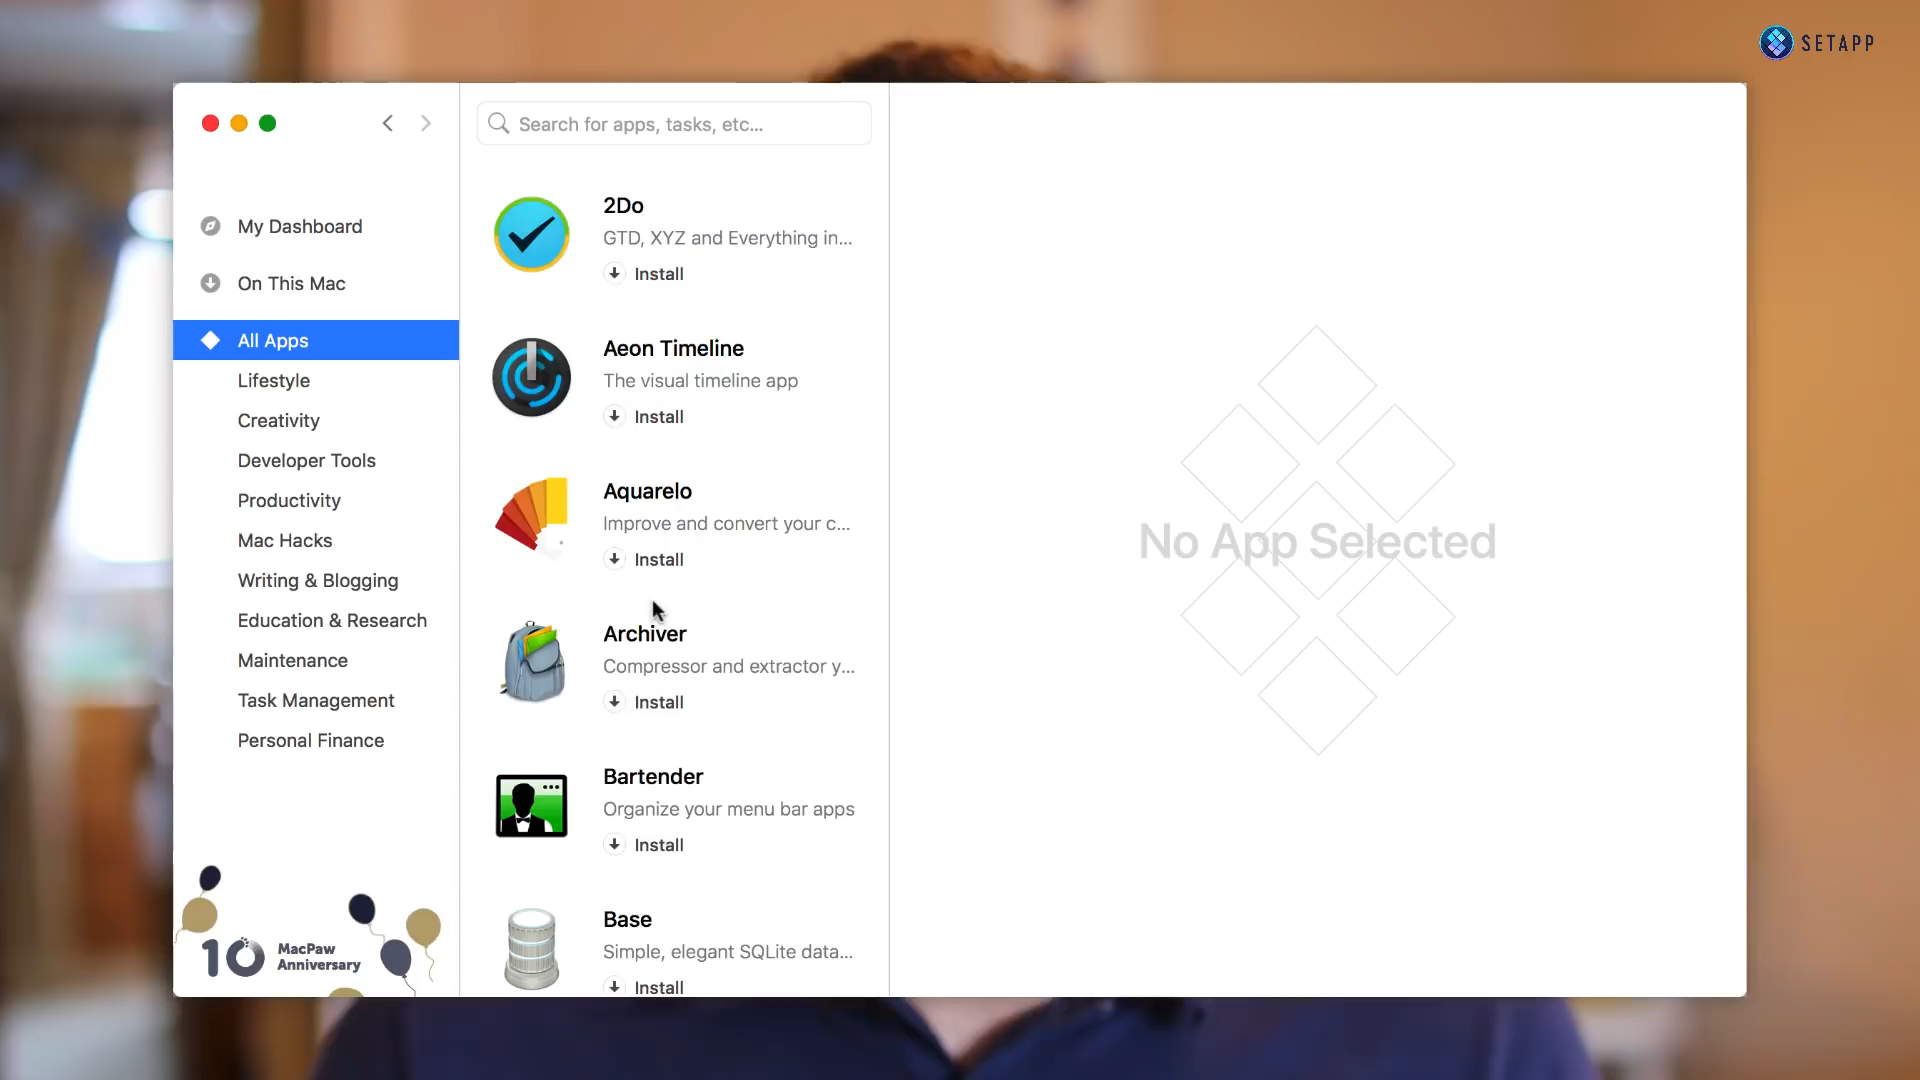 SETAPP
Search for apps, tasks, etc...
My Dashboard
On This Mac
All Apps
Lifestyle
Creativity
Developer Tools
Productivity
Mac Hacks
Writing & Blogging
Education & Research
Maintenance
Task Management
Personal Finance
10 MacPaw
Anniversary
2Do
GTD, XYZ and Everything in...
Install
Aeon Timeline
The visual timeline app
Install
Aquarelo
Improve and convert your c...
Install
Archiver
Compressor and extractor y...
Install
Bartender
Organize your menu bar apps
Install
Base
Simple, elegant SQLite data...
Install
No App Selected